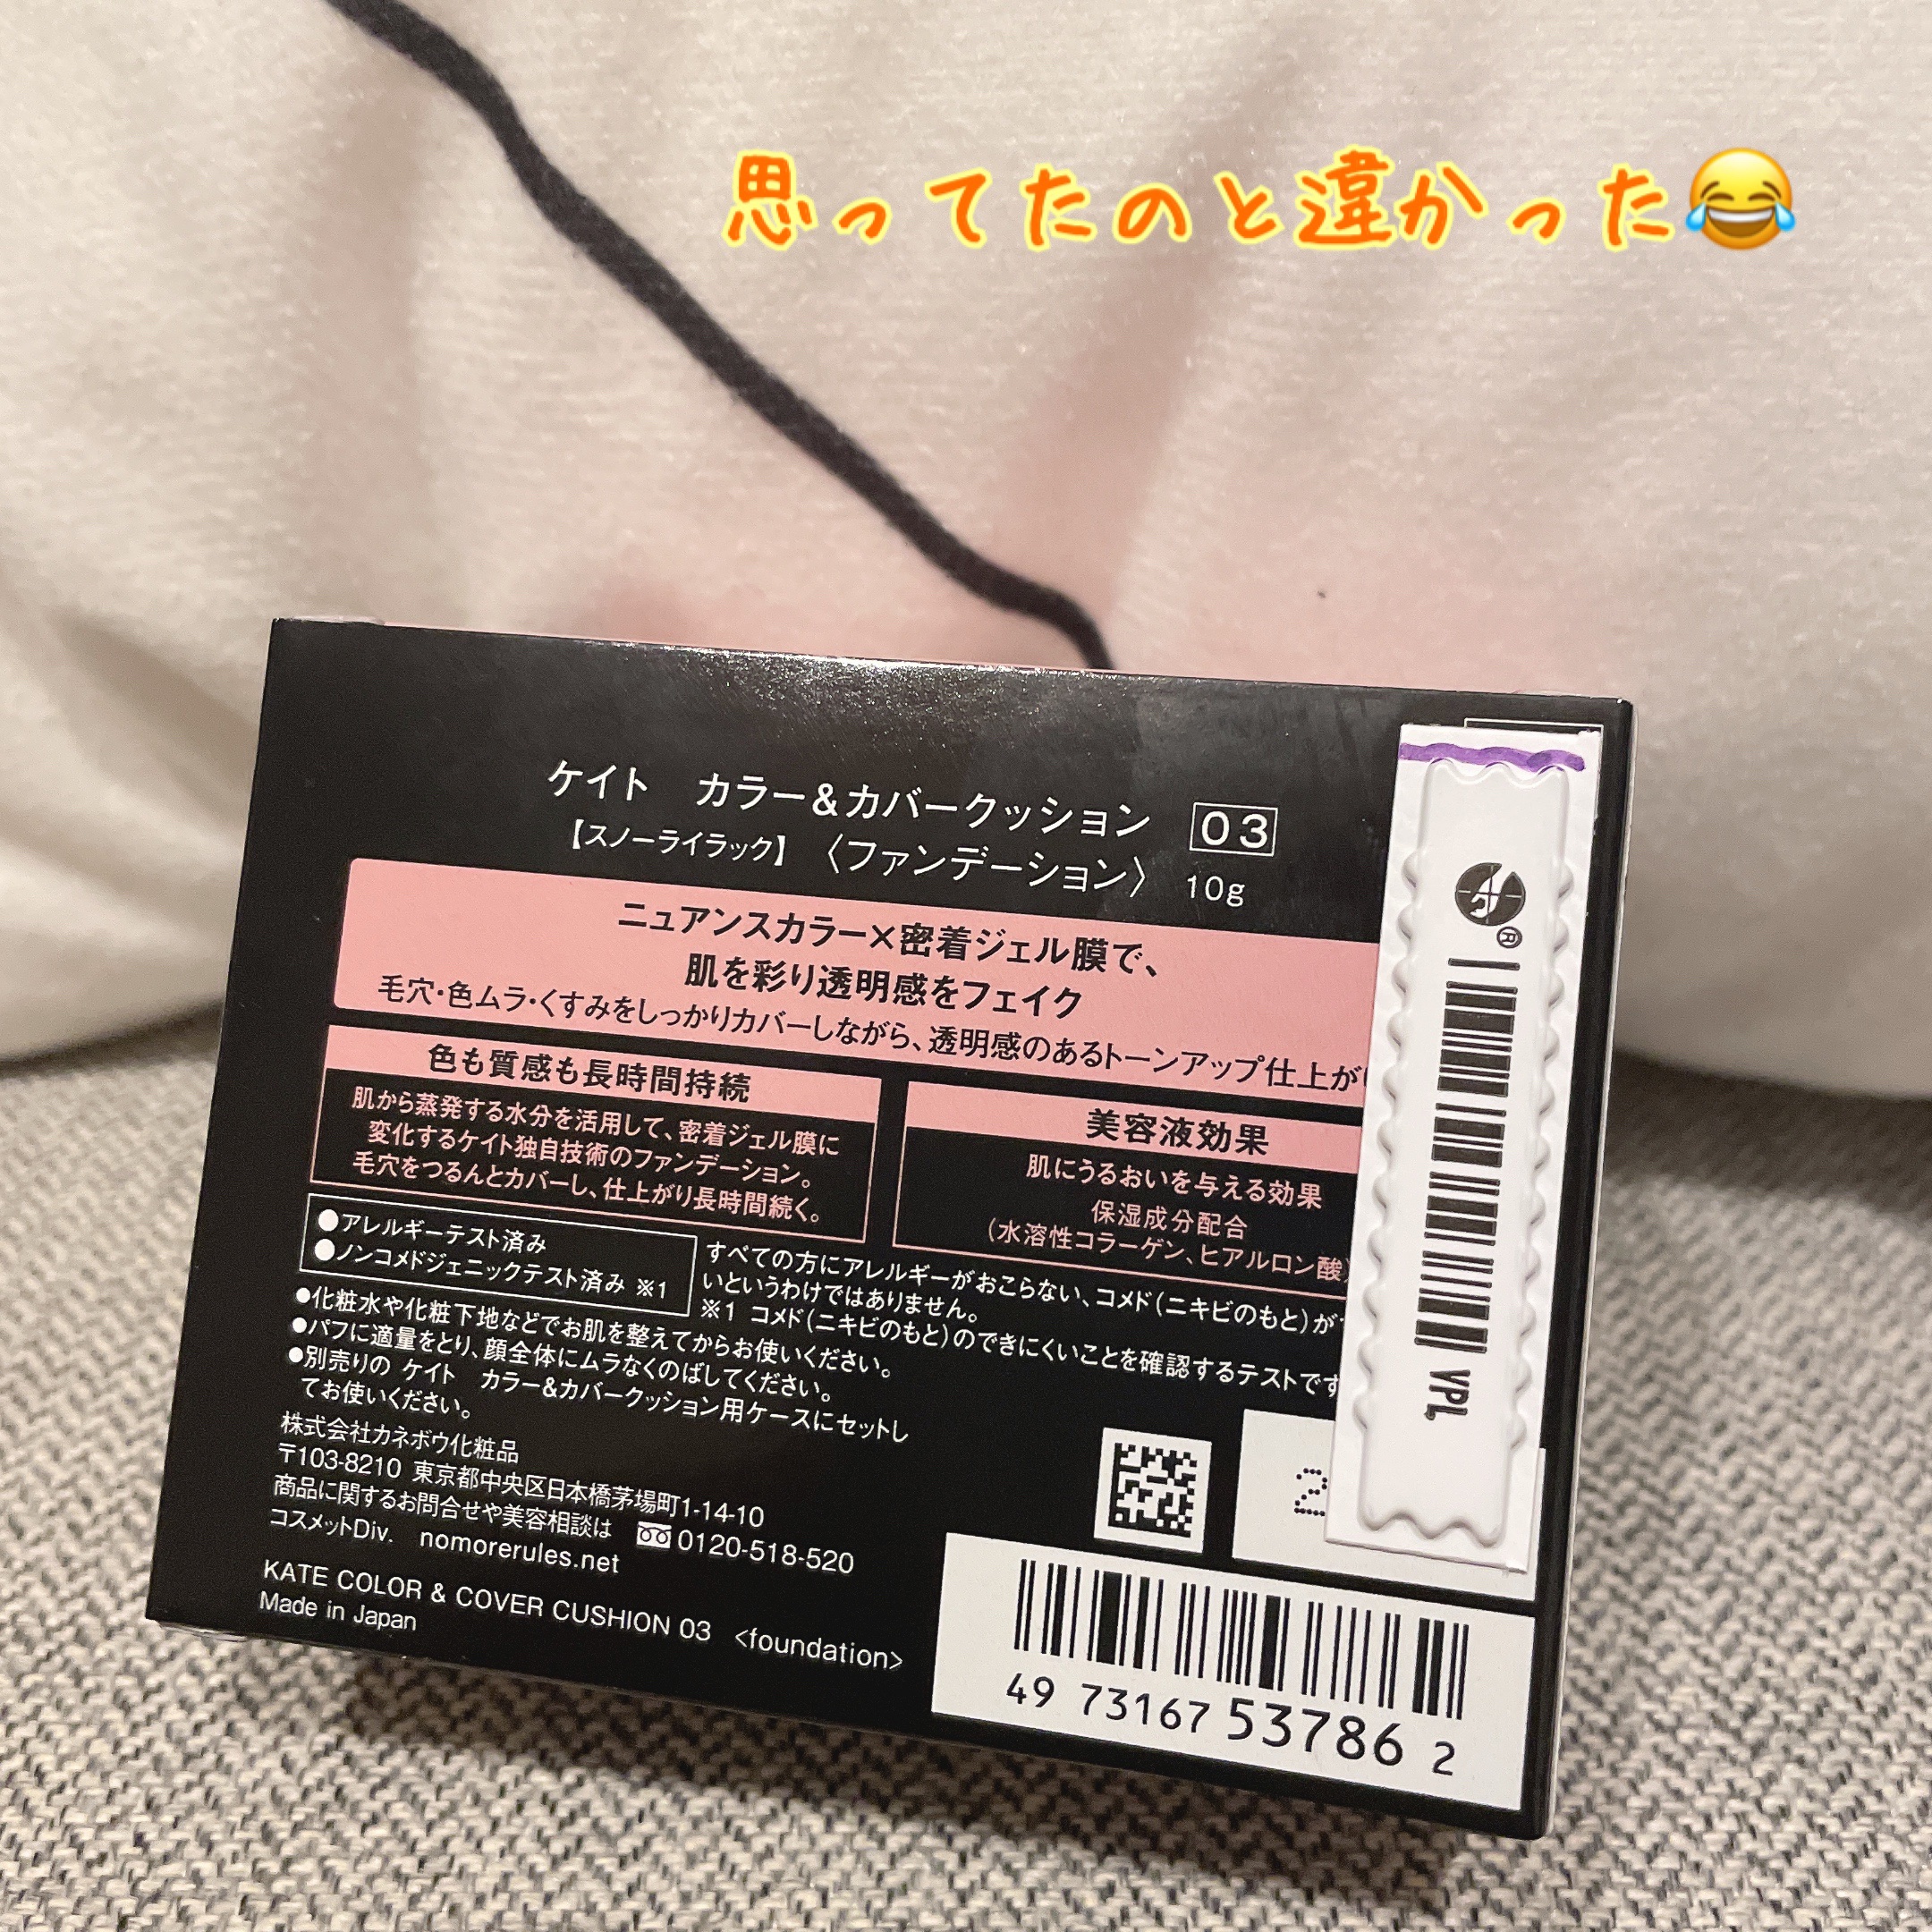 思ってたのと違かった😂
ケイト カラー＆カバークッション 03
【スノーライラック】〈ファンデーション〉 10g
ニュアンスカラー×密着ジェル膜で、
肌を彩り透明感をフェイク
毛穴・色ムラ・くすみをしっかりカバーしながら、透明感のあるトーンアップ仕上が
色も質感も長時間持続
肌から蒸発する水分を活用して、密着ジェル膜に
変化するケイト独自技術のファンデーション。
毛穴をつるんとカバーし、仕上がり長時間続く。
美容液効果
肌にうるおいを与える効果
保湿成分配合
(水溶性コラーゲン、ヒアルロン酸)
●アレルギーテスト済み
●ノンコメドジェニックテスト済み ※1
すべての方にアレルギーがおこらない、コメド(ニキビのもと)が
いというわけではありません。
※1 コメド(ニキビのもと)のできにくいことを確認するテストです
●化粧水や化粧下地などでお肌を整えてからお使いください。
●パフに適量をとり、顔全体にムラなくのばしてください。
●別売りの ケイト カラー&カバークッション用ケースにセットし
てお使いください。
株式会社カネボウ化粧品
〒103-8210 東京都中央区日本橋茅場町1-14-10
商品に関するお問合せや美容相談は 0120-518-520
コスメットDiv. nomorerules.net
KATE COLOR & COVER CUSHION 03 <foundation>
Made in Japan
2
49 73167 53786 2
® VPL